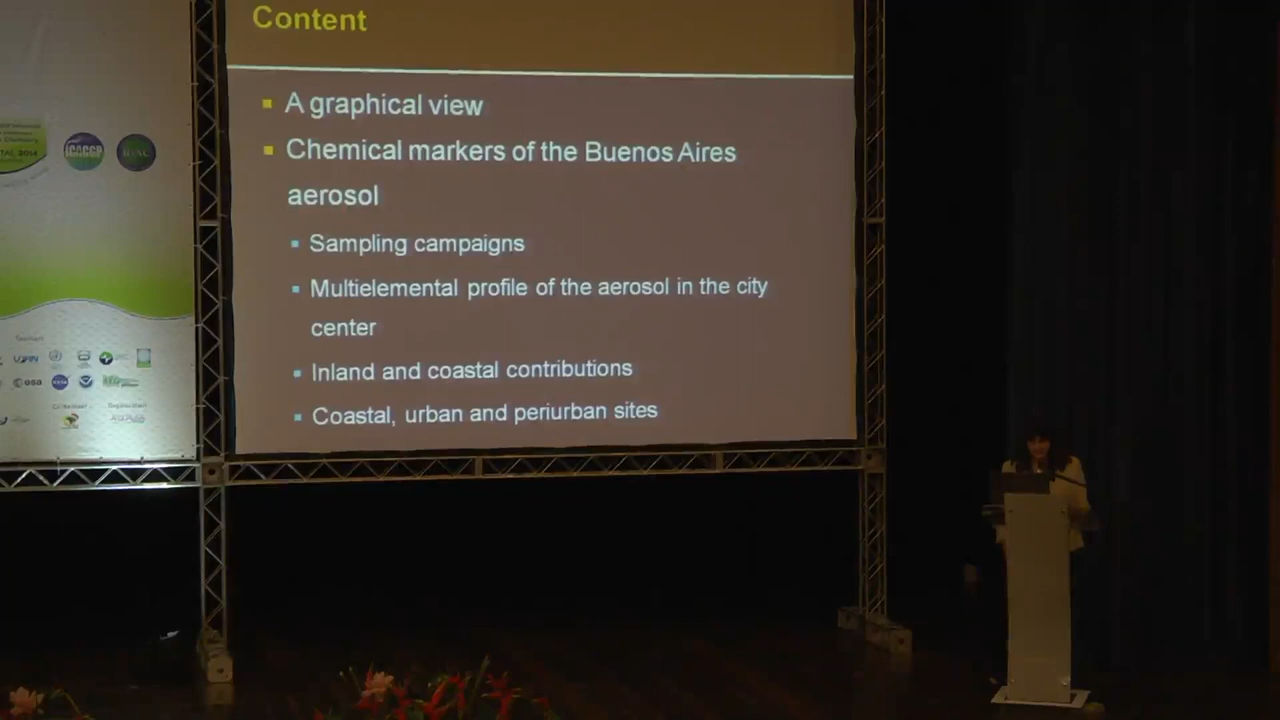 Content
A graphical view
Chemical markers of the Buenos Aires
aerosol
Sampling campaigns
Multielemental profile of the aerosol in the city
center
Inland and coastal contributions
Coastal, urban and periurban sites
2014
esa